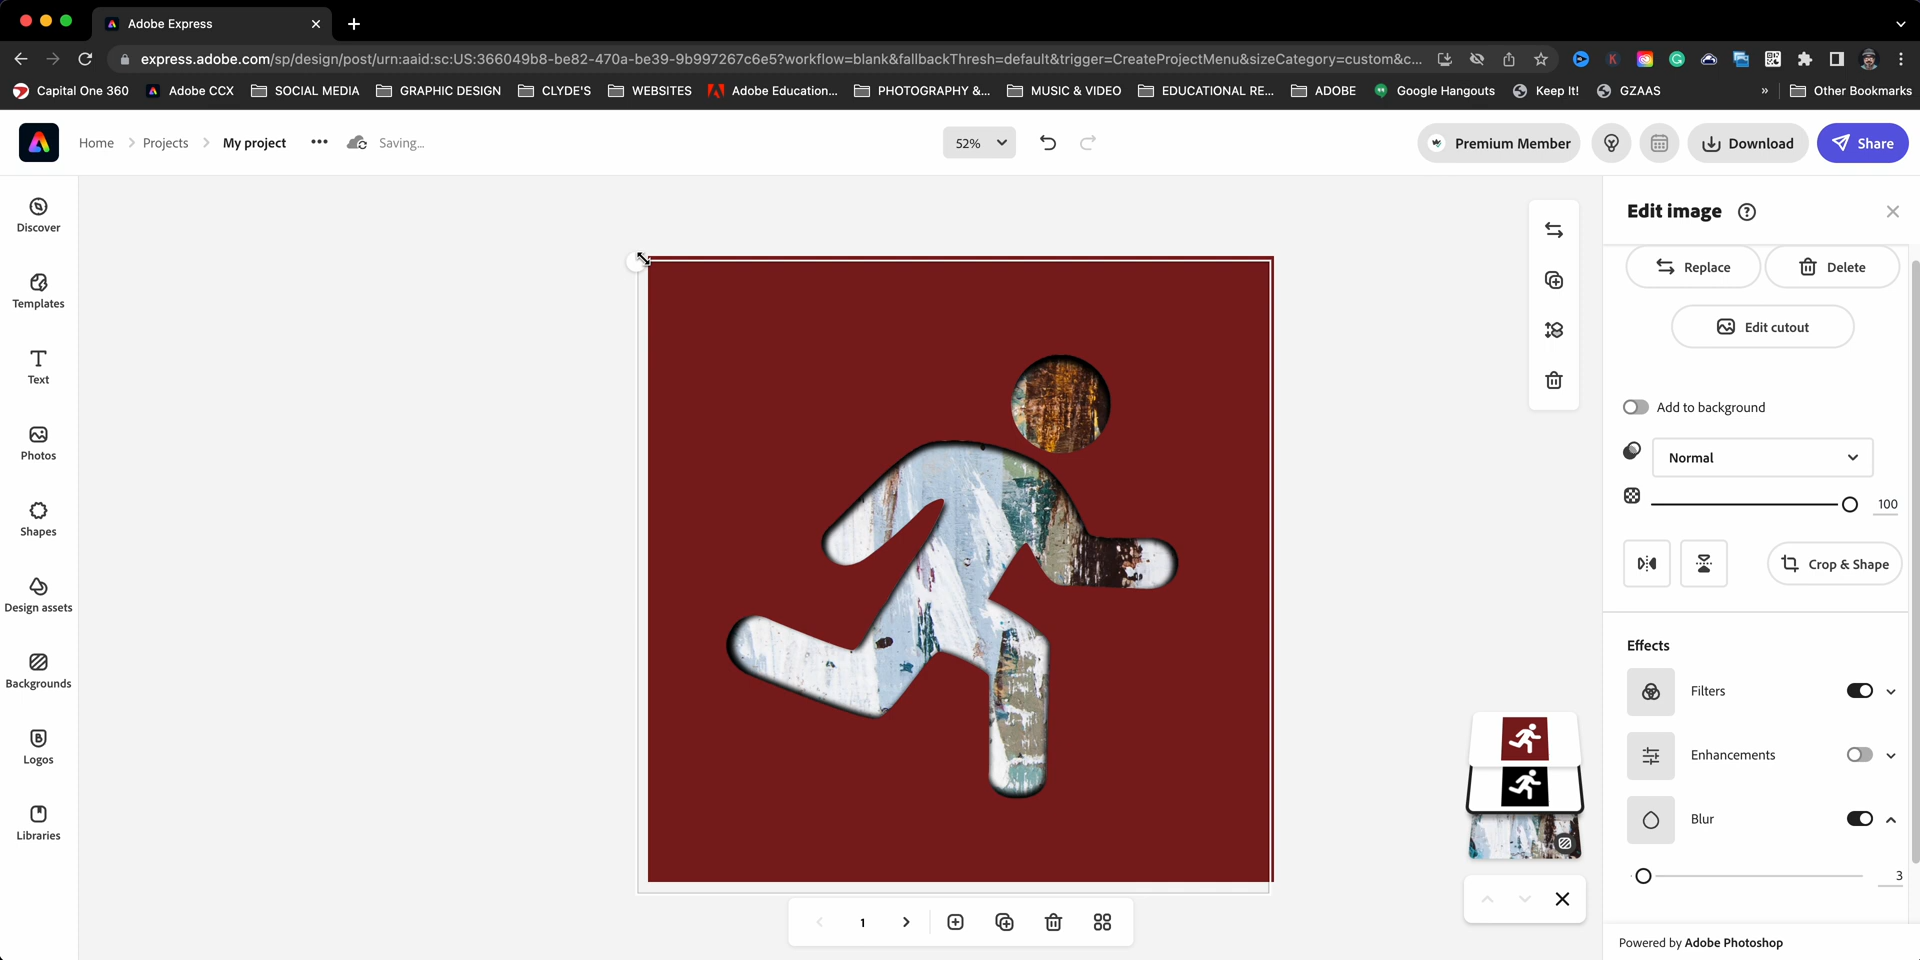 Adobe Express
express.adobe.com/sp/design/post/urn:aaid:sc:US:366049b8-be82-470a-be39-9b997267c6e5?workflow=blank&fallbackThresh=default&trigger=CreateProjectMenu&sizeCategory=custom&c...
Capital One 360
Adobe CCX
SOCIAL MEDIA
GRAPHIC DESIGN
CLYDE'S
WEBSITES
Adobe Education...
PHOTOGRAPHY &...
MUSIC & VIDEO
EDUCATIONAL RE...
ADOBE
Google Hangouts
Keep It!
GZAAS
»
Other Bookmarks
Home
Projects
My project
Saving...
52%
Premium Member
Download
Share
Discover
Templates
Text
Photos
Shapes
Design assets
Backgrounds
Logos
Libraries
1
Edit image
Replace
Delete
Edit cutout
Add to background
Normal
100
Crop & Shape
Effects
Filters
Enhancements
Blur
3
Powered by Adobe Photoshop